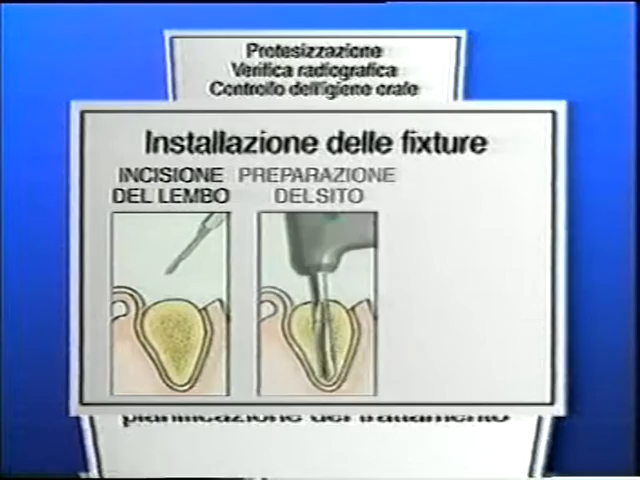 Protesizzazione
Verifica radiografica
Controllo dell'igiene orale
Installazione delle fixture
INCISIONE DEL LEMBO
PREPARAZIONE DEL SITO
pianificazione del trattamento